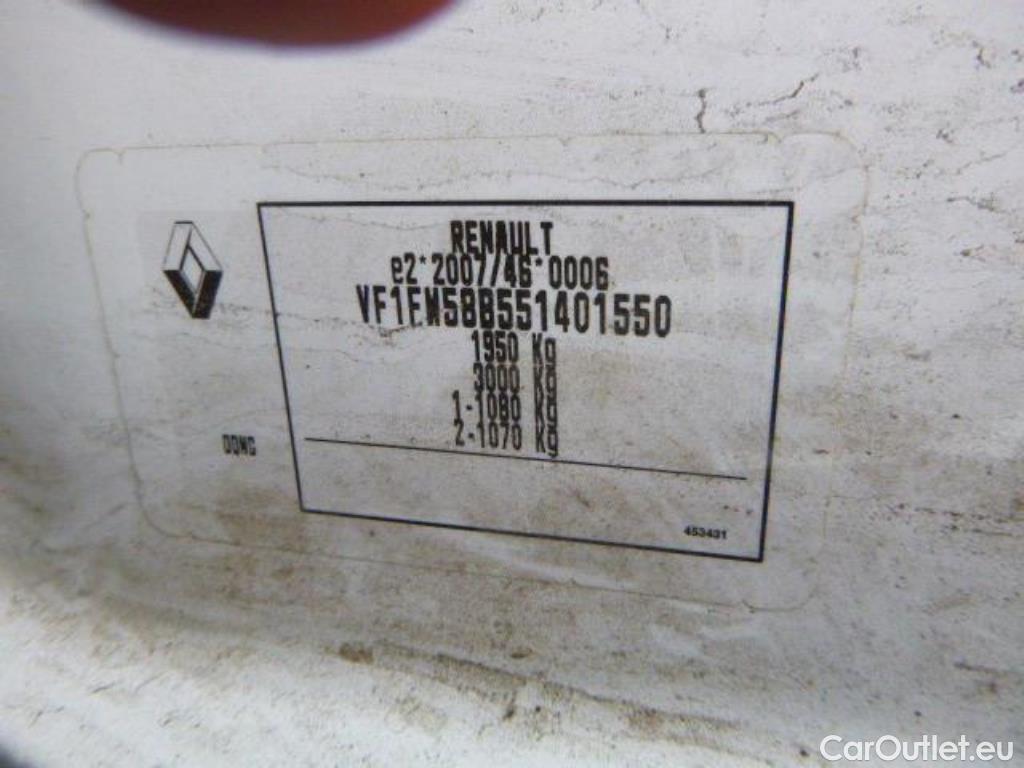 RENAULT
e2*2007/46*0006
VF1FW58B551401550
1950 Kg
3000 Kg
1-1080 Kg
2-1070 Kg
DQMG
453431
CarOutlet.eu